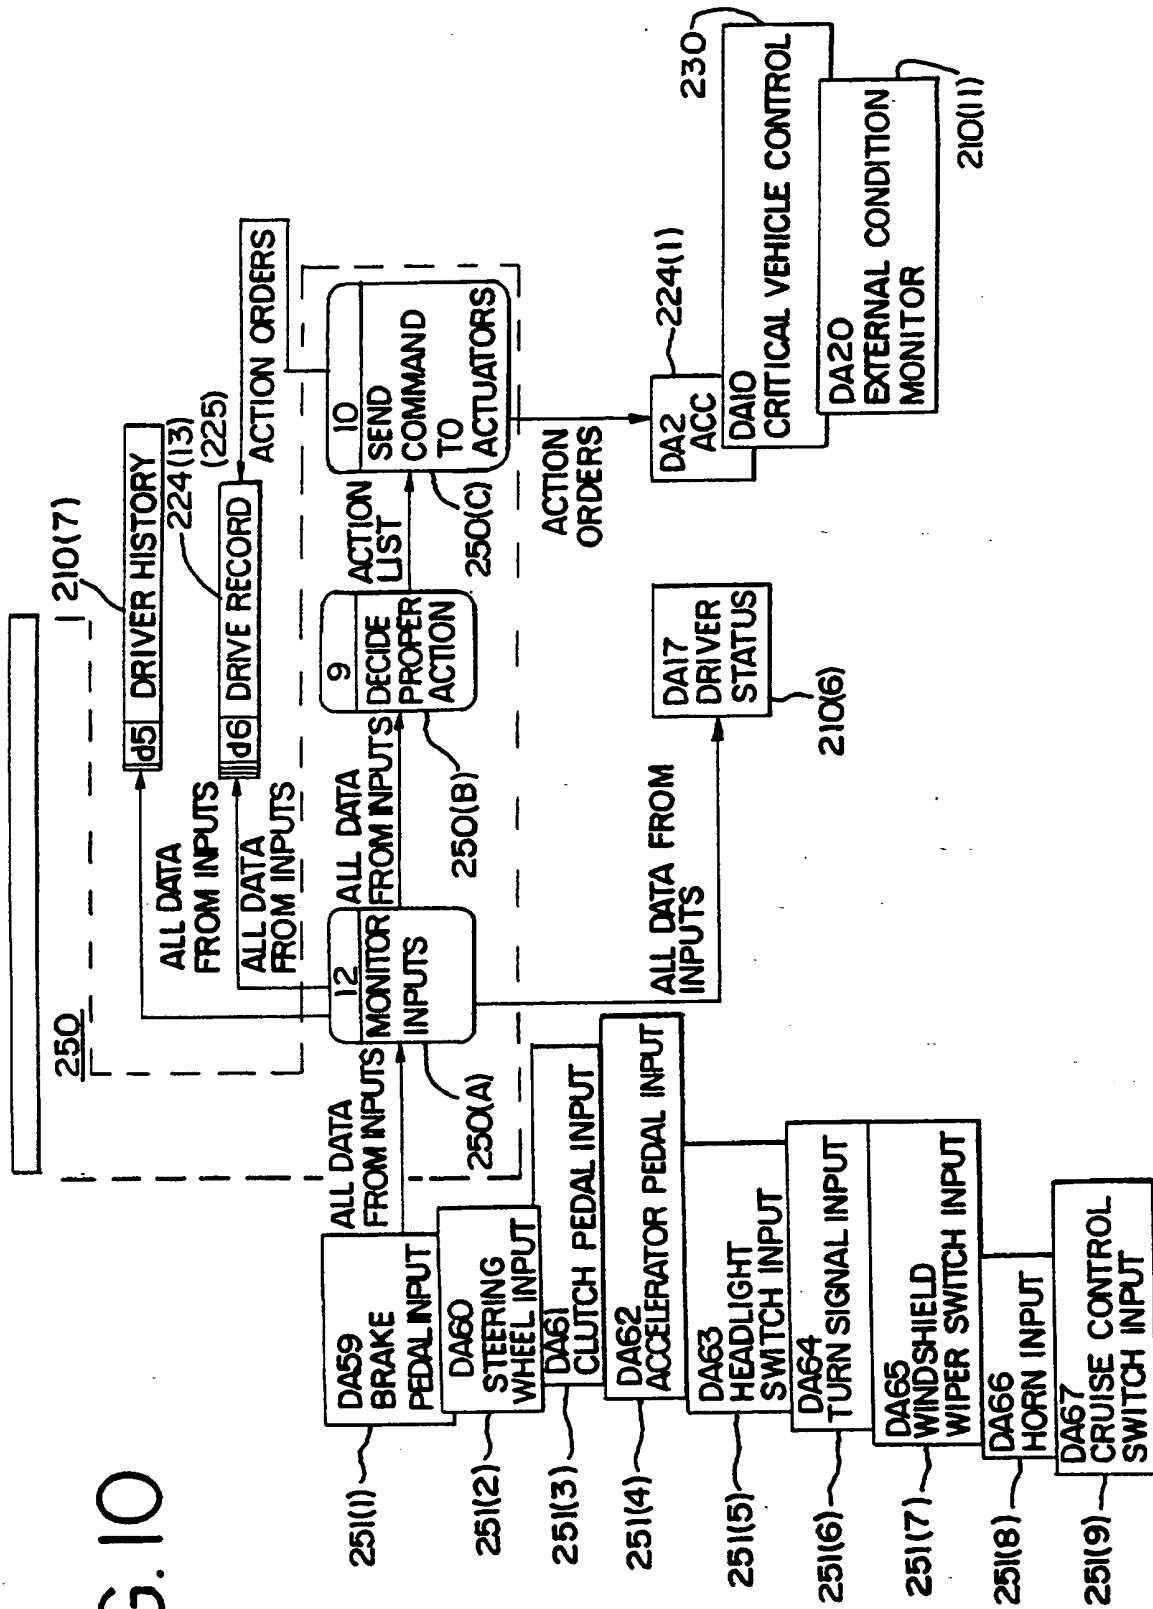 G. 10
250
210(7)
d5 DRIVER HISTORY
224(13)
(225)
d6 DRIVE RECORD
ACTION ORDERS
ALL DATA
FROM INPUTS
ALL DATA
FROM INPUTS
ALL DATA
FROM INPUTS
12
MONITOR
INPUTS
250(A)
ALL DATA
FROM INPUTS
9
DECIDE
PROPER
ACTION
250(B)
ACTION
LIST
10
SEND
COMMAND
TO
ACTUATORS
250(C)
ACTION
ORDERS
ALL DATA FROM
INPUTS
DA17
DRIVER
STATUS
210(6)
DA2
ACC
224(1)
DA10
CRITICAL VEHICLE CONTROL
230
DA20
EXTERNAL CONDITION
MONITOR
210(11)
251(1)
DA59
BRAKE
PEDAL INPUT
251(2)
DA60
STEERING
WHEEL INPUT
251(3)
DA61
CLUTCH PEDAL INPUT
251(4)
DA62
ACCELERATOR PEDAL INPUT
251(5)
DA63
HEADLIGHT
SWITCH INPUT
251(6)
DA64
TURN SIGNAL INPUT
251(7)
DA65
WINDSHIELD
WIPER SWITCH INPUT
251(8)
DA66
HORN INPUT
251(9)
DA67
CRUISE CONTROL
SWITCH INPUT